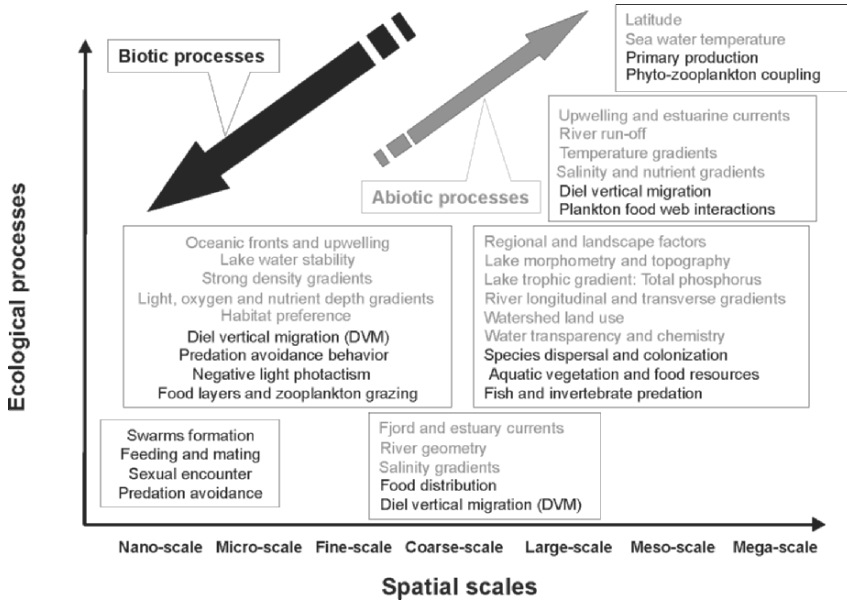 Biotic processes
Abiotic processes
Latitude
Sea water temperature
Primary production
Phyto-zooplankton coupling
Upwelling and estuarine currents
River run-off
Temperature gradients
Salinity and nutrient gradients
Diel vertical migration
Plankton food web interactions
Oceanic fronts and upwelling
Lake water stability
Strong density gradients
Light, oxygen and nutrient depth gradients
Habitat preference
Diel vertical migration (DVM)
Predation avoidance behavior
Negative light photactism
Food layers and zooplankton grazing
Regional and landscape factors
Lake morphometry and topography
Lake trophic gradient: Total phosphorus
River longitudinal and transverse gradients
Watershed land use
Water transparency and chemistry
Species dispersal and colonization
Aquatic vegetation and food resources
Fish and invertebrate predation
Swarms formation
Feeding and mating
Sexual encounter
Predation avoidance
Fjord and estuary currents
River geometry
Salinity gradients
Food distribution
Diel vertical migration (DVM)
Ecological processes
Nano-scale Micro-scale Fine-scale Coarse-scale Large-scale Meso-scale Mega-scale
Spatial scales